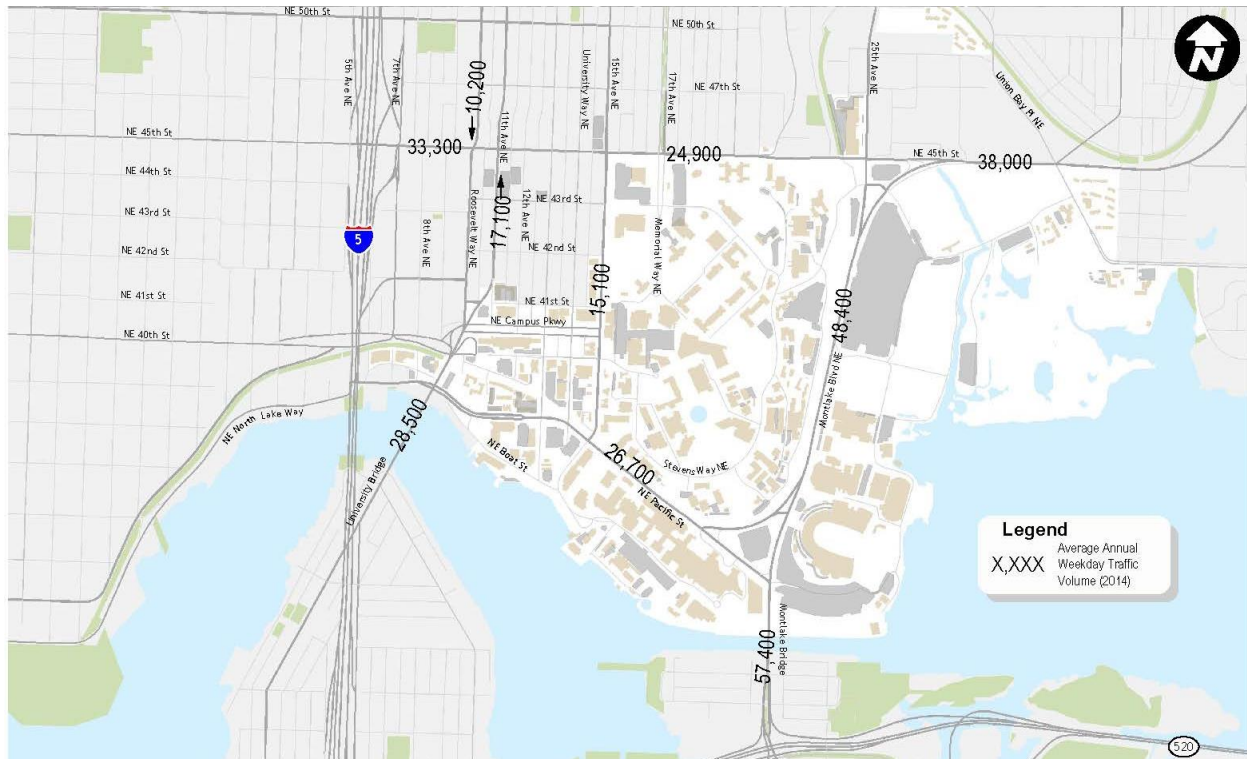 NE 50th St
NE 50th St
N
5th Ave NE
7th Ave NE
10,200
University Way NE
15th Ave NE
17th Ave NE
NE 47th St
25th Ave NE
Union Bay Pl NE
11th Ave NE
NE 45th St
33,300
24,900
NE 45th St
38,000
NE 44th St
NE 43rd St
NE 43rd St
NE 42nd St
NE 42nd St
8th Ave NE
Roosevelt Way NE
17,100
12th Ave NE
Memorial Way NE
5
NE 41st St
NE 41st St
15,100
NE Campus Pkwy
NE 40th St
48,400
Montlake Blvd NE
NE North Lake Way
28,500
University Bridge
NE Boat St
26,700
Stevens Way NE
NE Pacific St
Legend
X,XXX
Average Annual
Weekday Traffic
Volume (2014)
57,400
Montlake Bridge
520